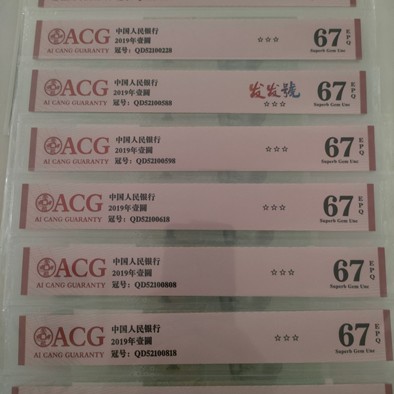 ACG
AI CANG GUARANTY
中国人民银行
2019年壹圓
冠号：QD52100228
☆☆☆
67
EPQ
Superb Gem Unc
ACG
AI CANG GUARANTY
中国人民银行
2019年壹圓
冠号：QD52100588
发发號
☆☆☆
67
EPQ
Superb Gem Unc
ACG
AI CANG GUARANTY
中国人民银行
2019年壹圓
冠号：QD52100598
☆☆☆
67
EPQ
Superb Gem Unc
ACG
AI CANG GUARANTY
中国人民银行
2019年壹圓
冠号：QD52100618
☆☆☆
67
EPQ
Superb Gem Unc
ACG
AI CANG GUARANTY
中国人民银行
2019年壹圓
冠号：QD52100808
☆☆☆
67
EPQ
Superb Gem Unc
ACG
AI CANG GUARANTY
中国人民银行
2019年壹圓
冠号：QD52100818
☆☆☆
67
EPQ
Superb Gem Unc